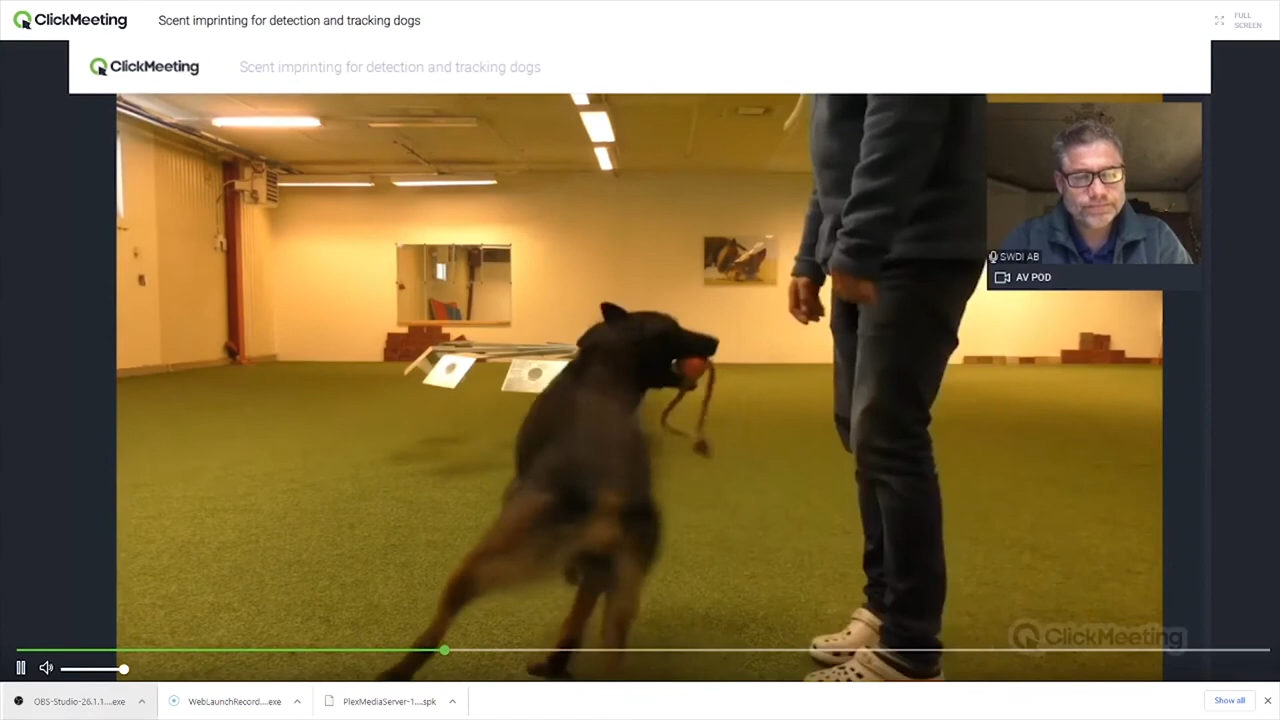 ClickMeeting
Scent imprinting for detection and tracking dogs
FULL
SCREEN
ClickMeeting
Scent imprinting for detection and tracking dogs
SWDI AB
AV POD
ClickMeeting
OBS-Studio-26.1.1....exe
WebLaunchRecord....exe
PlexMediaServer-1....spk
Show all